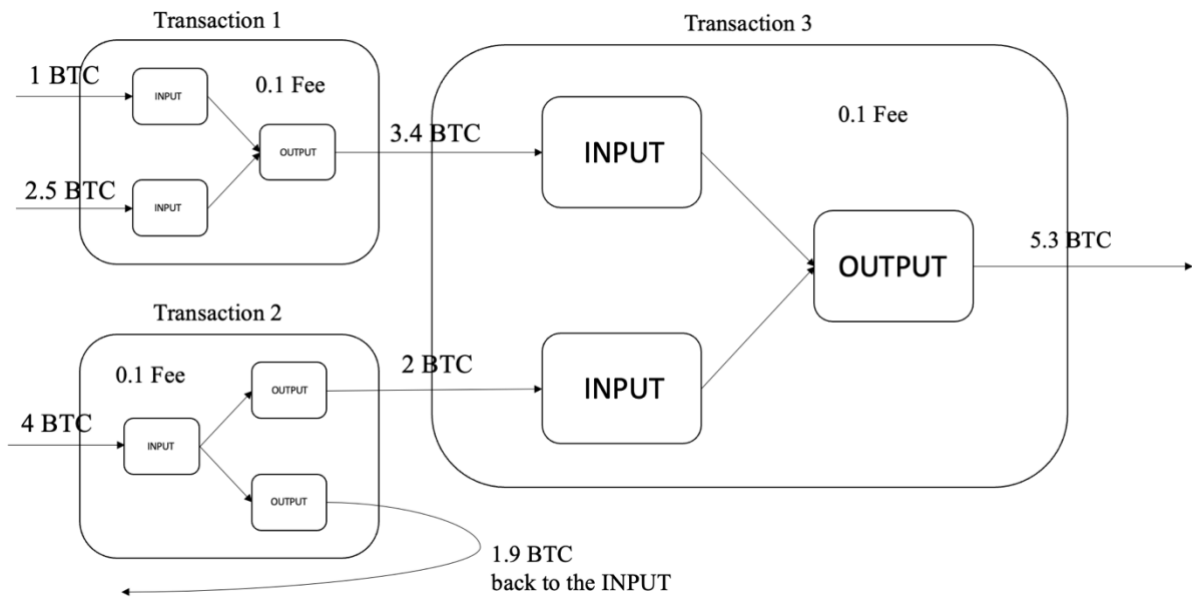 Transaction 1
1 BTC
INPUT
0.1 Fee
OUTPUT
2.5 BTC
INPUT
3.4 BTC
Transaction 2
0.1 Fee
OUTPUT
4 BTC
INPUT
OUTPUT
2 BTC
1.9 BTC
back to the INPUT
Transaction 3
INPUT
0.1 Fee
OUTPUT
INPUT
5.3 BTC